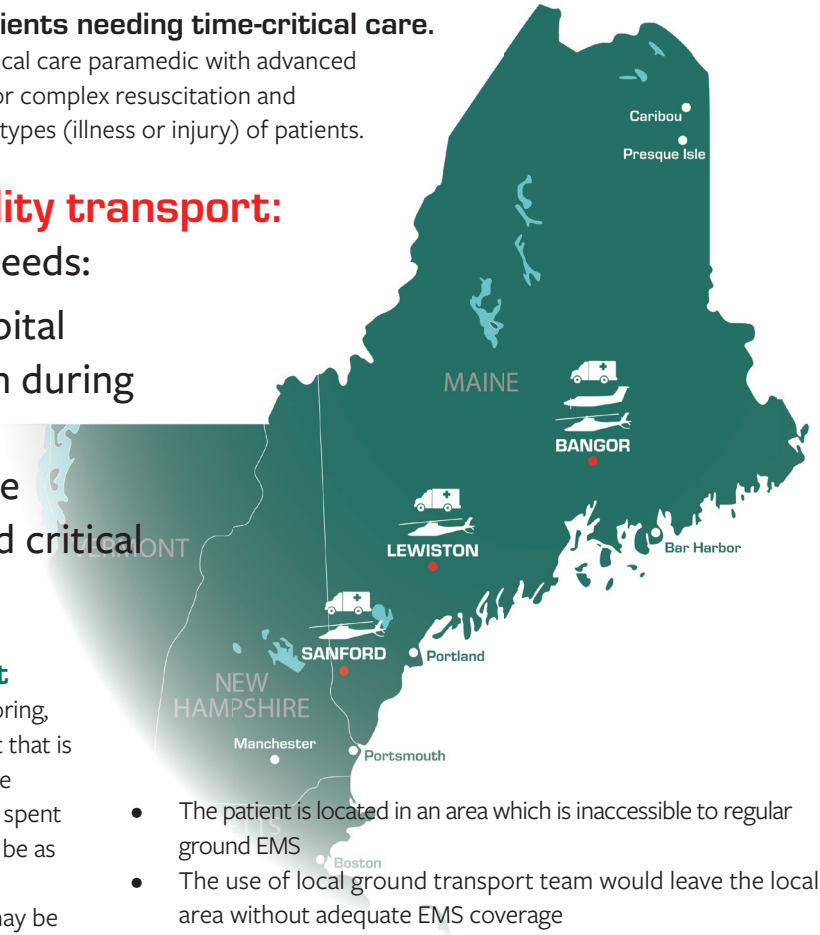 ients needing time-critical care.
ical care paramedic with advanced
or complex resuscitation and
types (illness or injury) of patients.
lity transport:
eeds:
pital
n during
e
d critical
t
oring,
t that is
e
spent
be as
may be
Caribou
Presque Isle
MAINE
BANGOR
LEWISTON
Bar Harbor
VERMONT
SANFORD
Portland
NEW
HAMPSHIRE
Manchester
Portsmouth
Boston
• The patient is located in an area which is inaccessible to regular
ground EMS
• The use of local ground transport team would leave the local
area without adequate EMS coverage